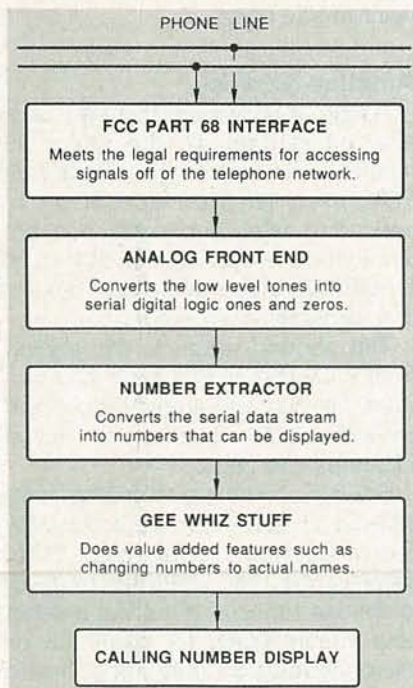 PHONE LINE
FCC PART 68 INTERFACE
Meets the legal requirements for accessing
signals off of the telephone network.
ANALOG FRONT END
Converts the low level tones into
serial digital logic ones and zeros.
NUMBER EXTRACTOR
Converts the serial data stream
into numbers that can be displayed.
GEE WHIZ STUFF
Does value added features such as
changing numbers to actual names.
CALLING NUMBER DISPLAY